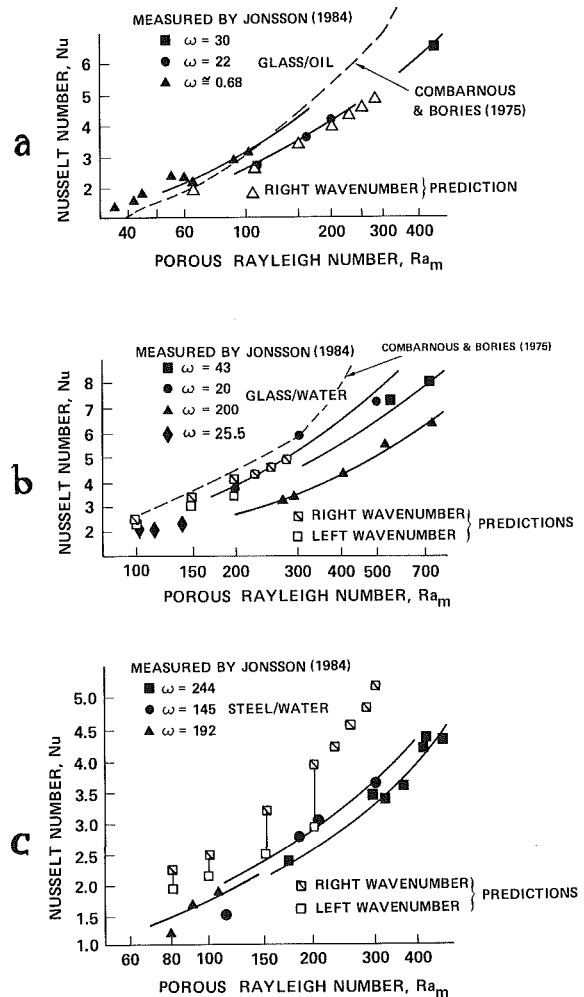 a
MEASURED BY JONSSON (1984)
■ ω = 30
● ω = 22
GLASS/OIL
▲ ω ≅ 0.68
COMBARNOUS
& BORIES
(1975)
△ RIGHT WAVENUMBER } PREDICTION
NUSSELT NUMBER, Nu
6
5
4
3
2
40 60 100 200 300 400
POROUS RAYLEIGH NUMBER, Ra_m
b
MEASURED BY JONSSON (1984)
■ ω = 43
● ω = 20
GLASS/WATER
▲ ω = 200
♦ ω = 25.5
COMBARNOUS & BORIES (1975)
RIGHT WAVENUMBER
LEFT WAVENUMBER
} PREDICTIONS
NUSSELT NUMBER, Nu
8
7
6
5
4
3
2
100 150 200 300 400 500 700
POROUS RAYLEIGH NUMBER, Ra_m
c
MEASURED BY JONSSON (1984)
■ ω = 244
● ω = 145 STEEL/WATER
▲ ω = 192
RIGHT WAVENUMBER
LEFT WAVENUMBER
} PREDICTIONS
NUSSELT NUMBER, Nu
5.0
4.5
4.0
3.5
3.0
2.5
2.0
1.5
1.0
60 80 100 150 200 300 400
POROUS RAYLEIGH NUMBER, Ra_m